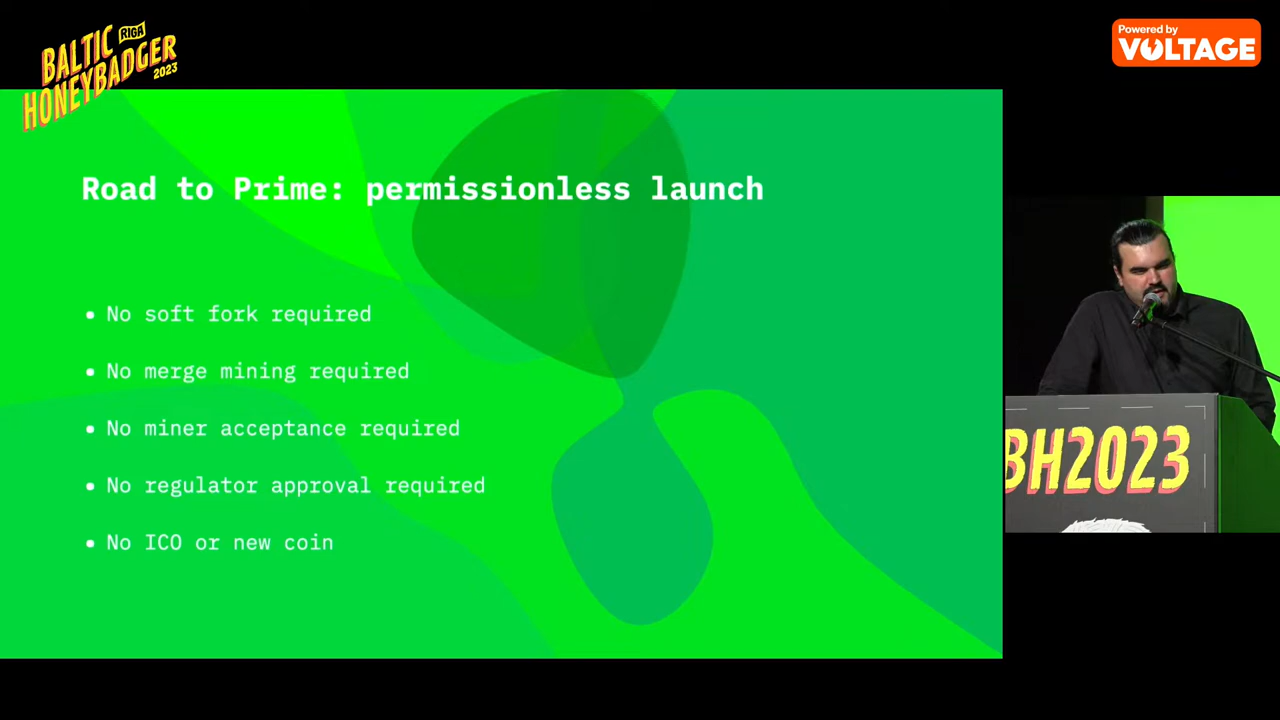 BALTIC
RIGA
HONEYBADGER
2023
Powered by
VOLTAGE
Road to Prime: permissionless launch
• No soft fork required
• No merge mining required
• No miner acceptance required
• No regulator approval required
• No ICO or new coin
BH2023